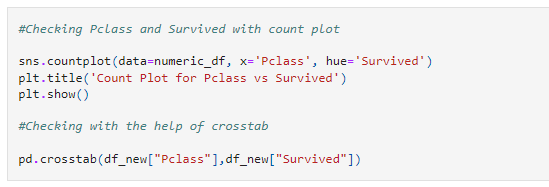 #Checking Pclass and Survived with count plot
sns.countplot(data=numeric_df, x='Pclass', hue='Survived')
plt.title('Count Plot for Pclass vs Survived')
plt.show()
#Checking with the help of crosstab
pd.crosstab(df_new["Pclass"],df_new["Survived"])